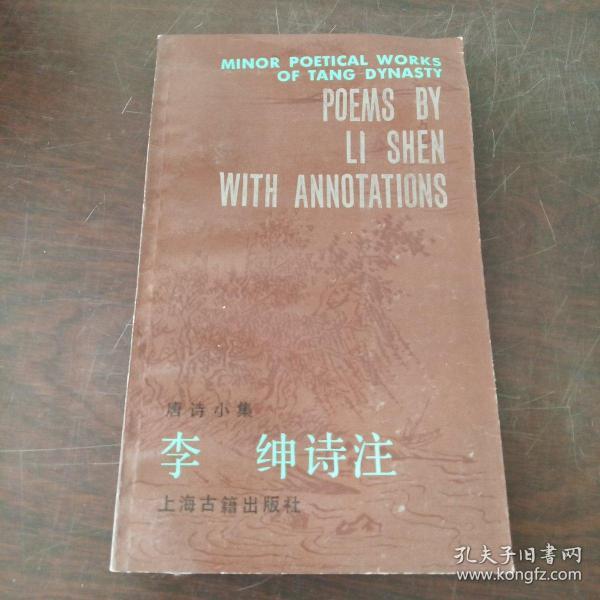 MINOR POETICAL WORKS
OF TANG DYNASTY
POEMS BY
LI SHEN
WITH ANNOTATIONS
唐诗小集
李 绅诗注
上海古籍出版社
孔夫子旧书网
www.kongfz.com